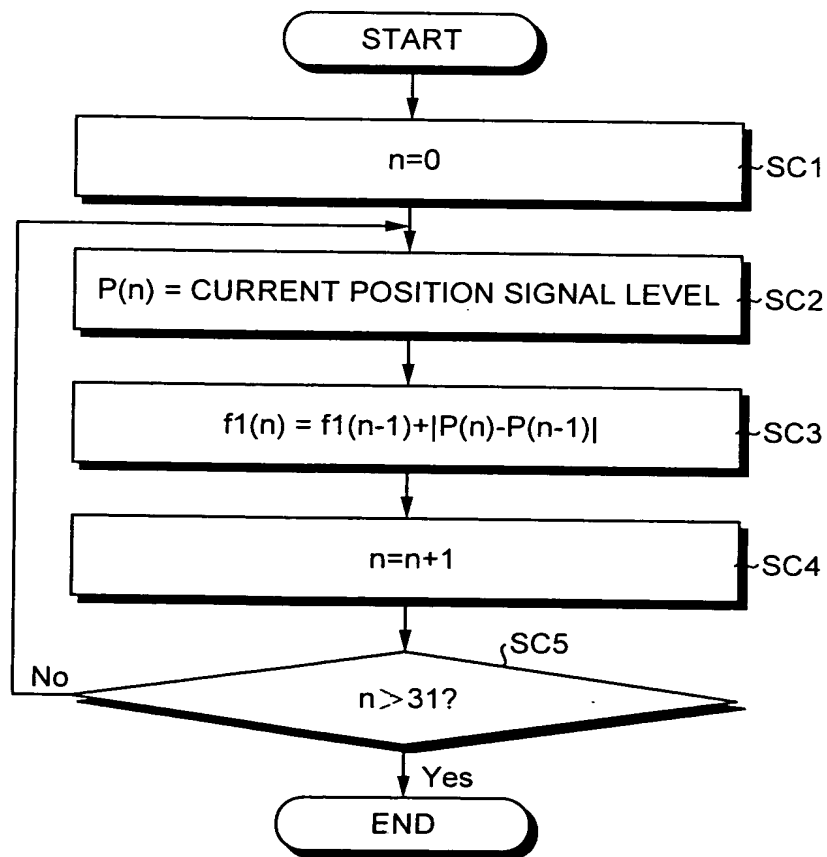 START
n=0
SC1
P(n) = CURRENT POSITION SIGNAL LEVEL
SC2
f1(n) = f1(n-1)+|P(n)-P(n-1)|
SC3
n=n+1
SC4
SC5
No
n>31?
Yes
END